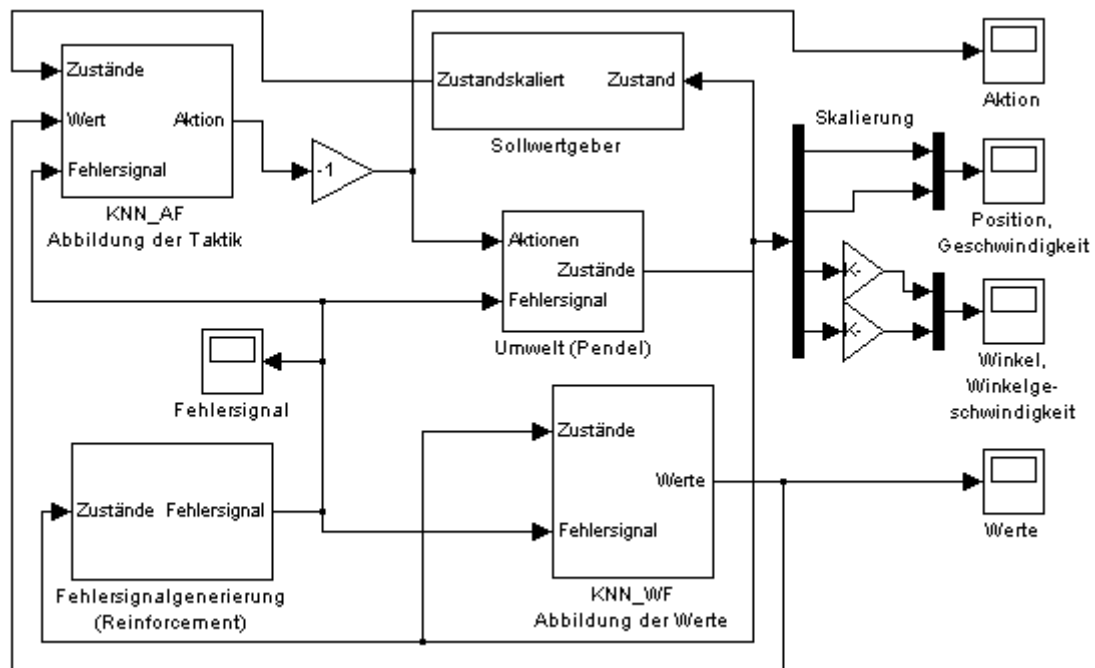 Zustände
Wert
Aktion
Fehlersignal
KNN_AF
Abbildung der Taktik
-1
Zustandskaliert
Zustand
Sollwertgeber
Aktion
Skalierung
Position,
Geschwindigkeit
Aktionen
Zustände
Fehlersignal
Umwelt (Pendel)
-K-
-K-
Winkel,
Winkelge-
schwindigkeit
Fehlersignal
Zustände
Werte
Fehlersignal
KNN_WF
Abbildung der Werte
Werte
Zustände
Fehlersignal
Fehlersignalgenerierung
(Reinforcement)